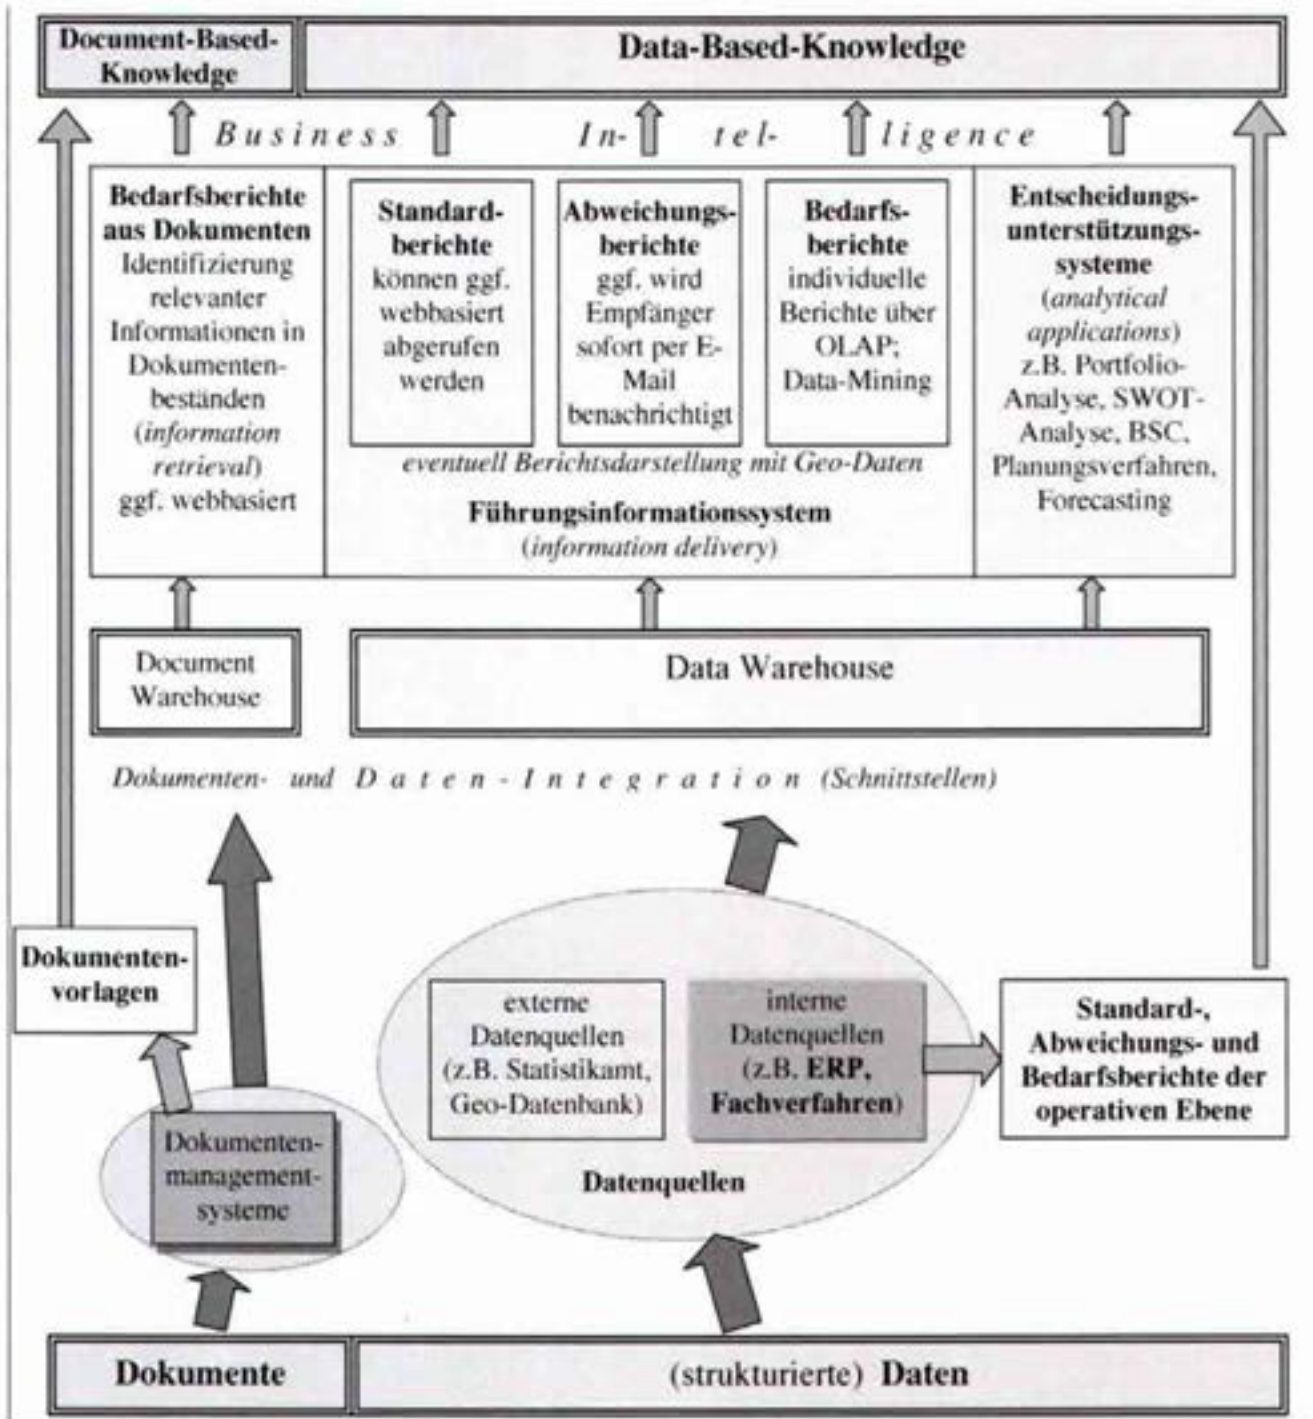 Document-Based-
Knowledge
Data-Based-Knowledge
Business In- tel- ligence
Bedarfsberichte
aus Dokumenten
Identifizierung
relevanter
Informationen in
Dokumenten-
beständen
(information
retrieval)
ggf. webbasiert
Standard-
berichte
können ggf.
webbasiert
abgerufen
werden
Abweichungs-
berichte
ggf. wird
Empfänger
sofort per E-
Mail
benachrichtigt
Bedarfs-
berichte
individuelle
Berichte über
OLAP;
Data-Mining
eventuell Berichtsdarstellung mit Geo-Daten
Führungsinformationssystem
(information delivery)
Entscheidungs-
unterstützungs-
systeme
(analytical
applications)
z.B. Portfolio-
Analyse, SWOT-
Analyse, BSC,
Planungsverfahren,
Forecasting
Document
Warehouse
Data Warehouse
Dokumenten- und Daten-Integration (Schnittstellen)
Dokumenten-
vorlagen
externe
Datenquellen
(z.B. Statistikamt,
Geo-Datenbank)
interne
Datenquellen
(z.B. ERP,
Fachverfahren)
Datenquellen
Standard-,
Abweichungs- und
Bedarfsberichte der
operativen Ebene
Dokumenten-
management-
systeme
Dokumente
(strukturierte) Daten